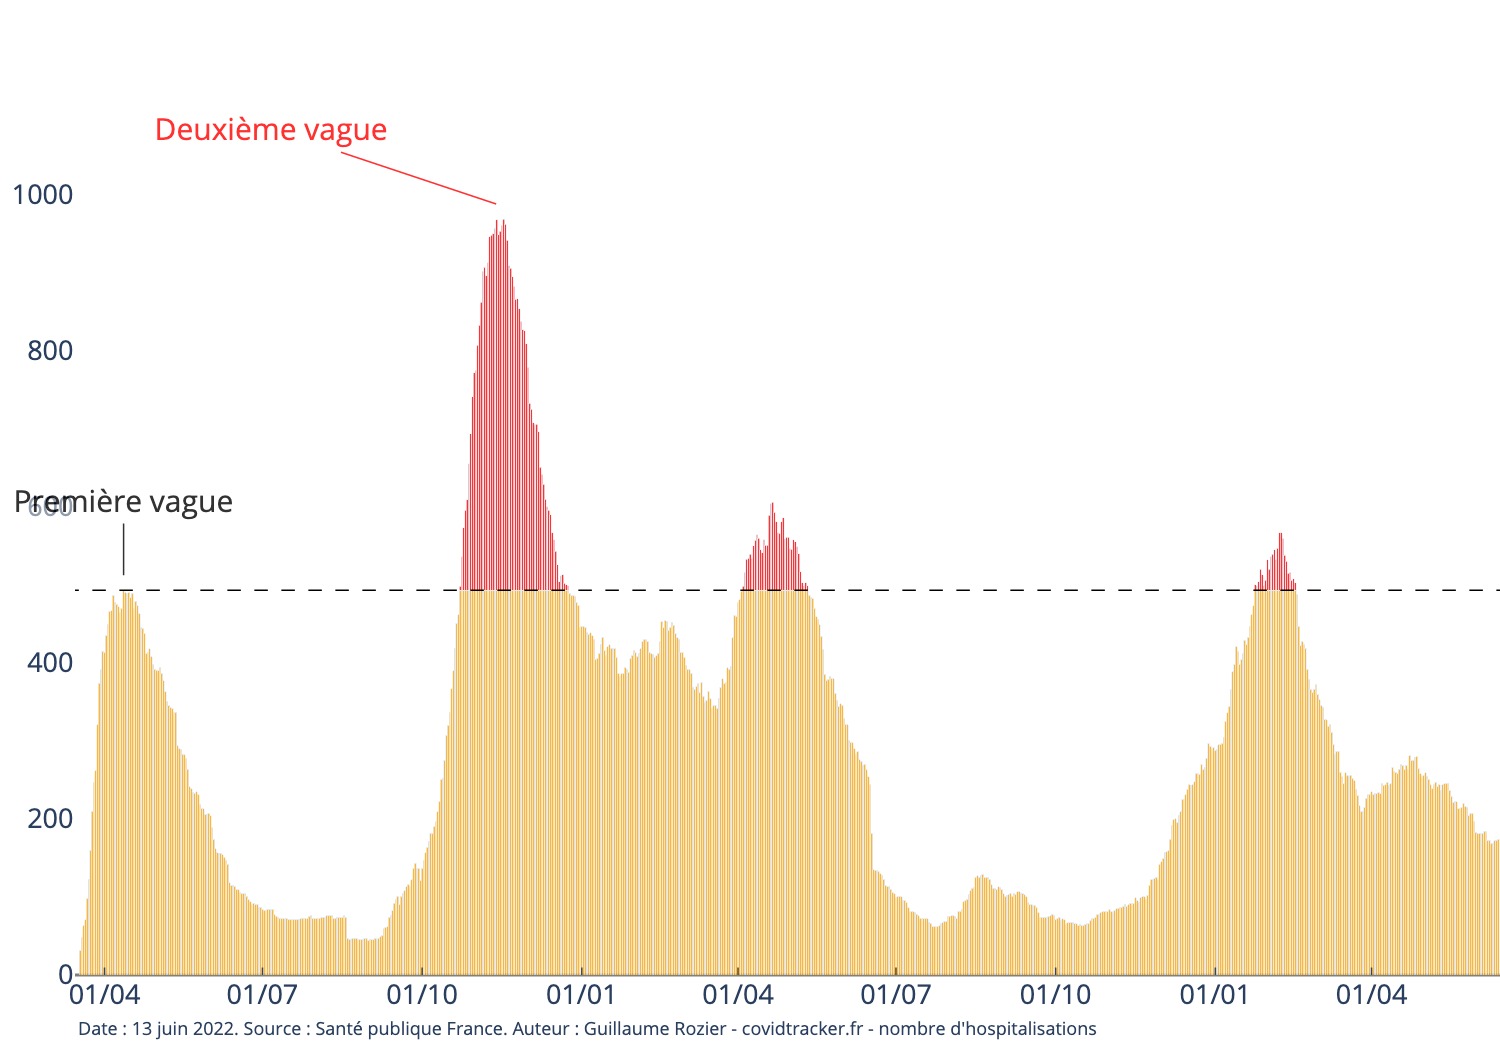 Deuxième vague
1000
800
600
Première vague
400
200
0
01/04 01/07 01/10 01/01 01/04 01/07 01/10 01/01 01/04
Date : 13 juin 2022. Source : Santé publique France. Auteur : Guillaume Rozier - covidtracker.fr - nombre d'hospitalisations